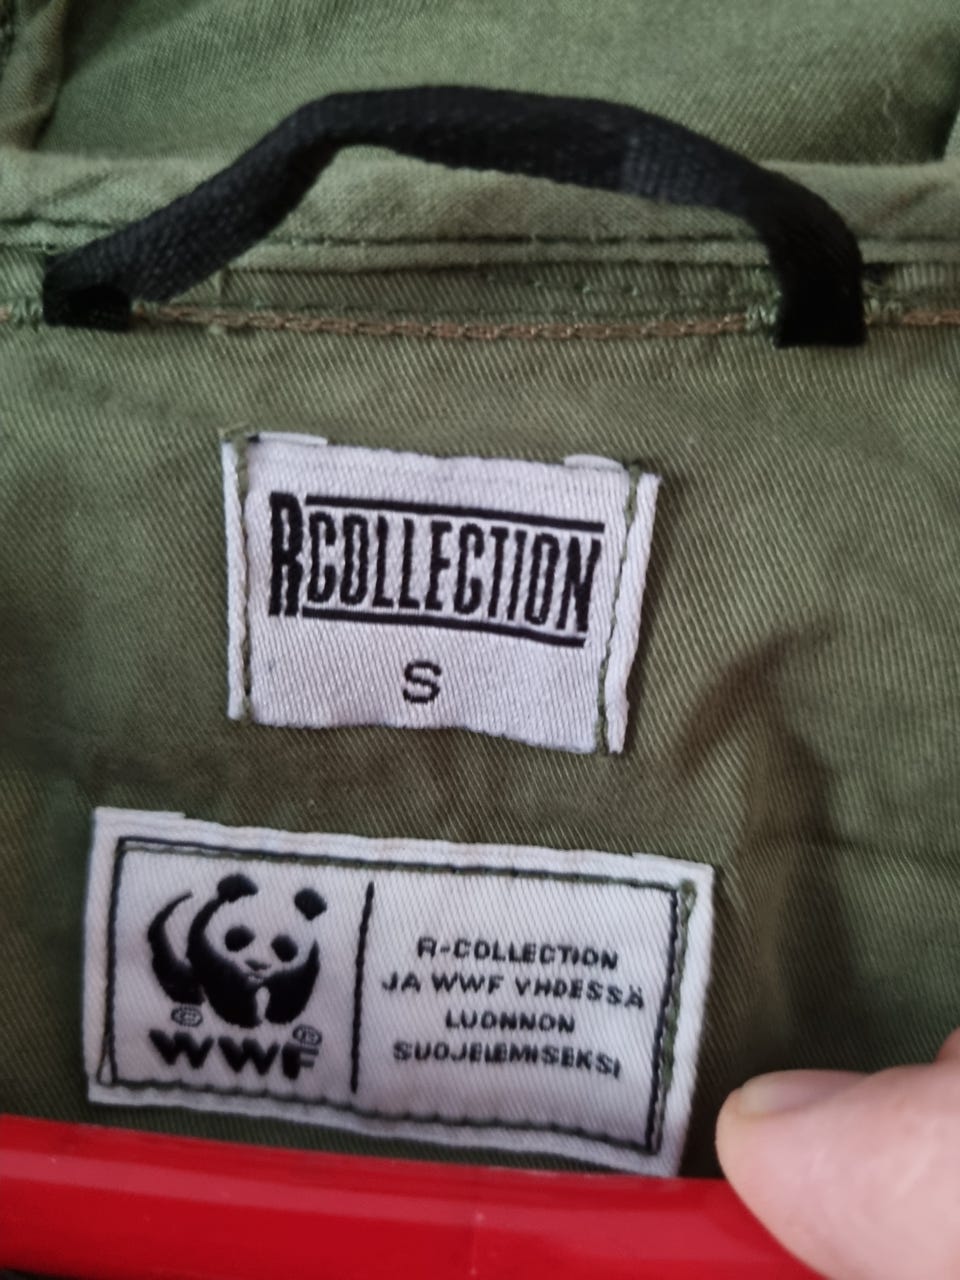 RCOLLECTION
S
© WWF ®
R-COLLECTION
JA WWF YHDESSÄ
LUONNON
SUOJELEMISEKSI